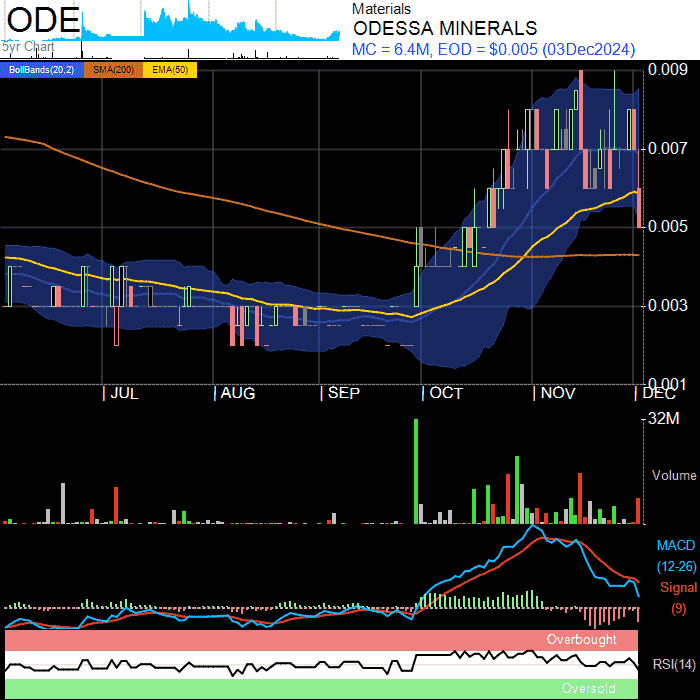 ODE
5yr Chart
Materials
ODESSA MINERALS
MC = 6.4M, EOD = $0.005 (03Dec2024)
BollBands(20,2) SMA(200) EMA(50)
0.009
0.007
0.005
0.003
0.001
| JUL | AUG | SEP | OCT | NOV | DEC
32M
Volume
MACD
(12-26)
Signal
(9)
Overbought
RSI(14)
Oversold